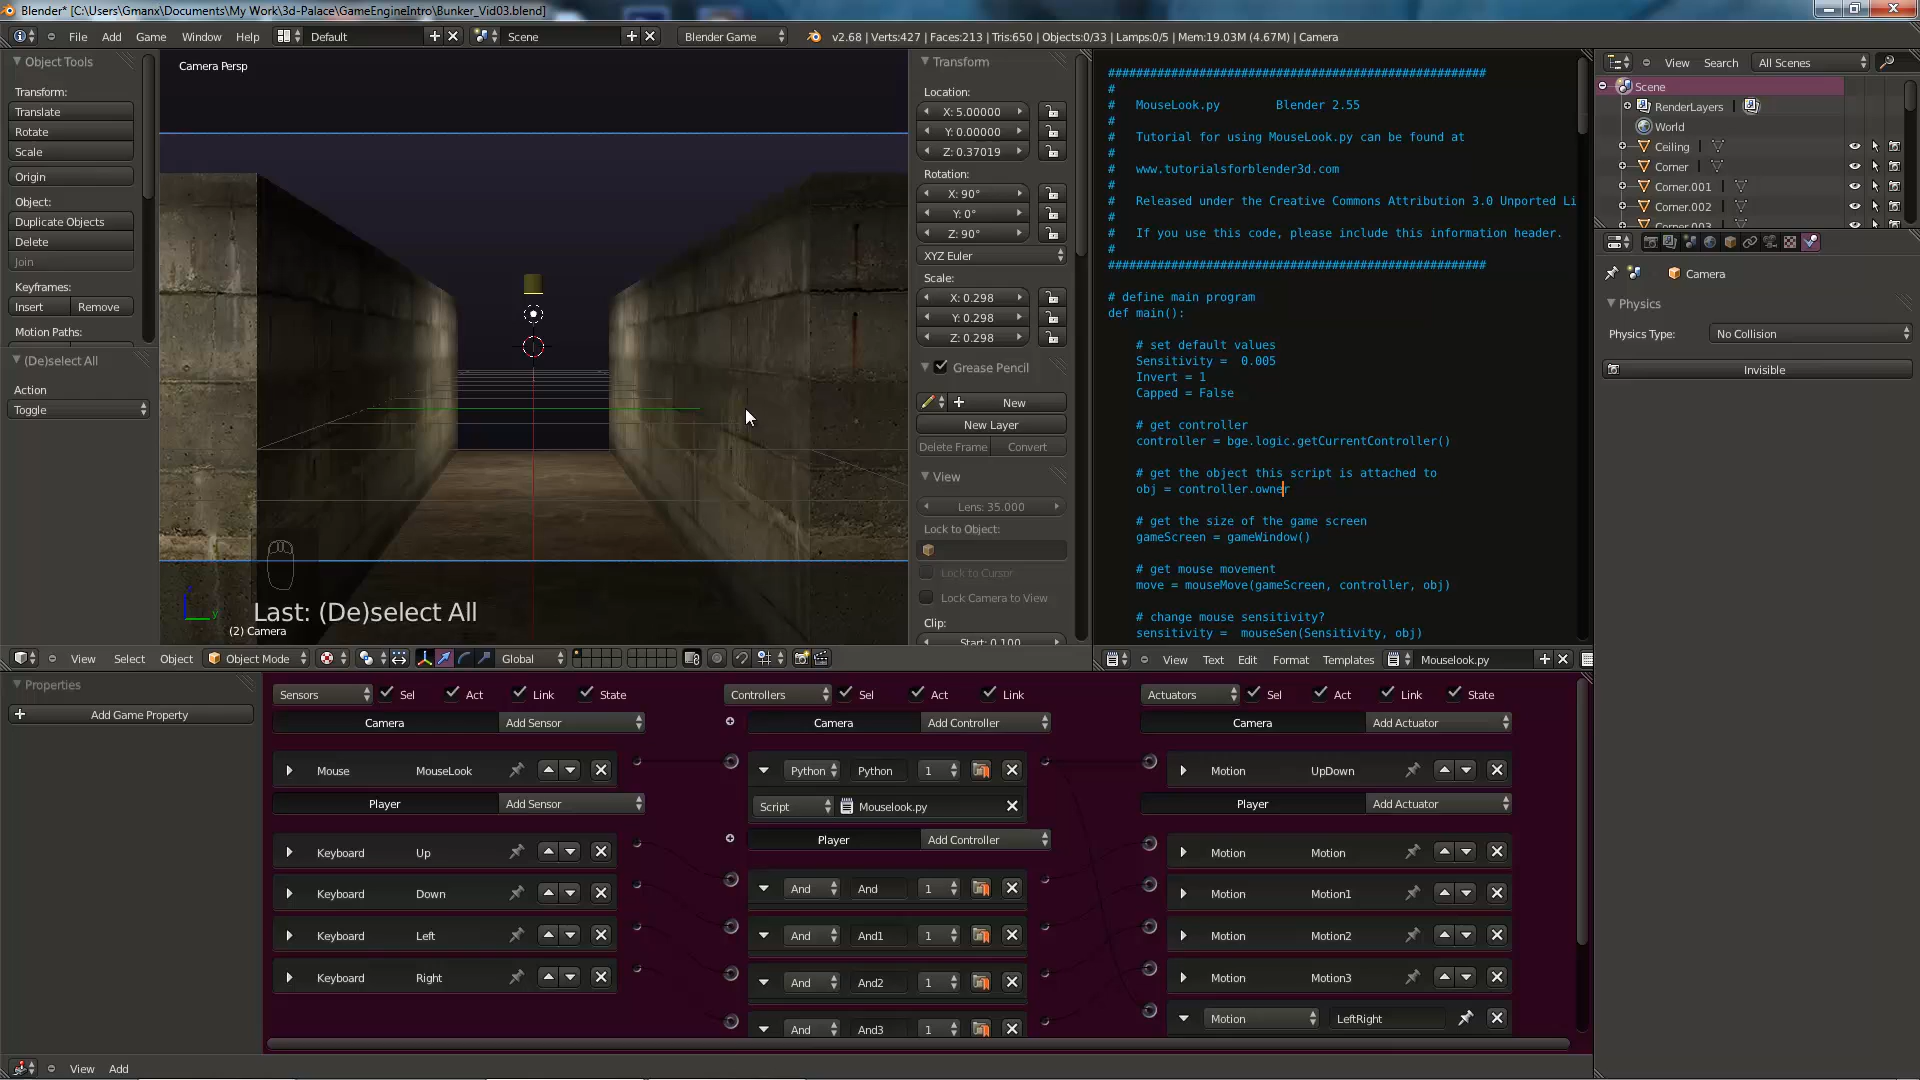 Blender* [C:\Users\Gmanx\Documents\My Work\3d-Palace\GameEngineIntro\Bunker_Vid03.blend]
File Add Game Window Help Default Scene Blender Game v2.68 | Verts:427 | Faces:213 | Tris:650 | Objects:0/33 | Lamps:0/5 | Mem:19.03M (4.67M) | Camera
Object Tools
Transform:
Translate
Rotate
Scale
Origin
Object:
Duplicate Objects
Delete
Join
Keyframes:
Insert Remove
Motion Paths:
(De)select All
Action
Toggle
Camera Persp
Last: (De)select All
(2) Camera
Transform
Location:
X: 5.00000
Y: 0.00000
Z: 0.37019
Rotation:
X: 90°
Y: 0°
Z: 90°
XYZ Euler
Scale:
X: 0.298
Y: 0.298
Z: 0.298
Grease Pencil
New
New Layer
Delete Frame Convert
View
Lens: 35.000
Lock to Object:
Lock to Cursor
Lock Camera to View
Clip:
Start: 0.100
######################################################
#
# MouseLook.py Blender 2.55
#
# Tutorial for using MouseLook.py can be found at
#
# www.tutorialsforblender3d.com
#
# Released under the Creative Commons Attribution 3.0 Unported Li
#
# If you use this code, please include this information header.
#
######################################################
# define main program
def main():
# set default values
Sensitivity = 0.005
Invert = 1
Capped = False
# get controller
controller = bge.logic.getCurrentController()
# get the object this script is attached to
obj = controller.owner
# get the size of the game screen
gameScreen = gameWindow()
# get mouse movement
move = mouseMove(gameScreen, controller, obj)
# change mouse sensitivity?
sensitivity = mouseSen(Sensitivity, obj)
View Search All Scenes
Scene
RenderLayers
World
Ceiling
Corner
Corner.001
Corner.002
Corner.003
Camera
Physics
Physics Type: No Collision
Invisible
View Select Object Object Mode Global
View Text Edit Format Templates Mouselook.py
Properties
Add Game Property
Sensors Sel Act Link State
Camera Add Sensor
Mouse MouseLook
Player Add Sensor
Keyboard Up
Keyboard Down
Keyboard Left
Keyboard Right
Controllers Sel Act Link
Camera Add Controller
Python Python 1
Script Mouselook.py
Player Add Controller
And And 1
And And1 1
And And2 1
And And3 1
Actuators Sel Act Link State
Camera Add Actuator
Motion UpDown
Player Add Actuator
Motion Motion
Motion Motion1
Motion Motion2
Motion Motion3
Motion LeftRight
View Add